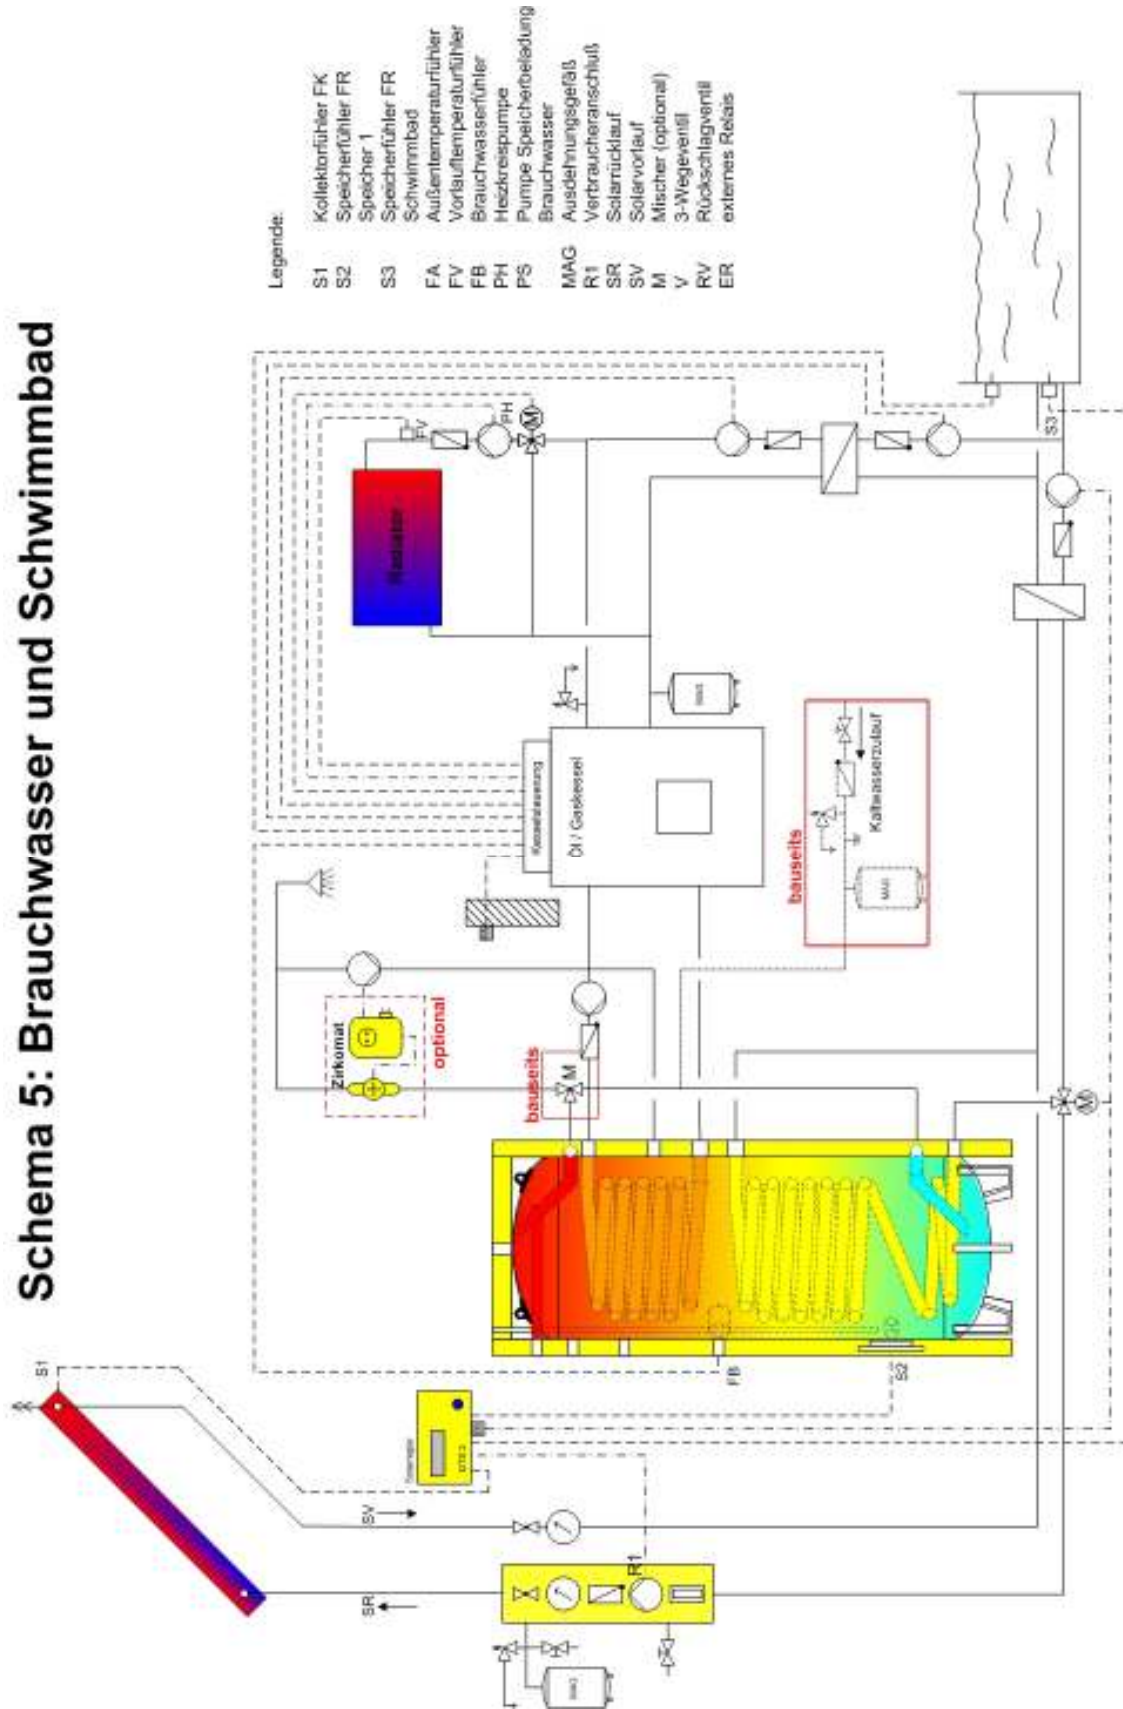 Schema 5: Brauchwasser und Schwimmbad
Legende:
S1 Kollektorfühler FK
S2 Speicherfühler FR
Speicher 1
S3 Speicherfühler FR
Schwimmbad
FA Außentemperaturfühler
FV Vorlauftemperaturfühler
FB Brauchwasserfühler
PH Heizkreispumpe
PS Pumpe Speicherbeladung
Brauchwasser
MAG Ausdehnungsgefäß
R1 Verbraucheranschluß
SR Solarrücklauf
SV Solarvorlauf
M Mischer (optional)
V 3-Wegeventil
RV Rückschlagventil
ER externes Relais
S1
SV
SR
R1
FB
S2
Zirkomat
optional
bauseits
M
Kesselsteuerung
Öl / Gaskessel
Radiator
FV
PH
M
MAG
bauseits
Kaltwasserzulauf
MAG
S3
M